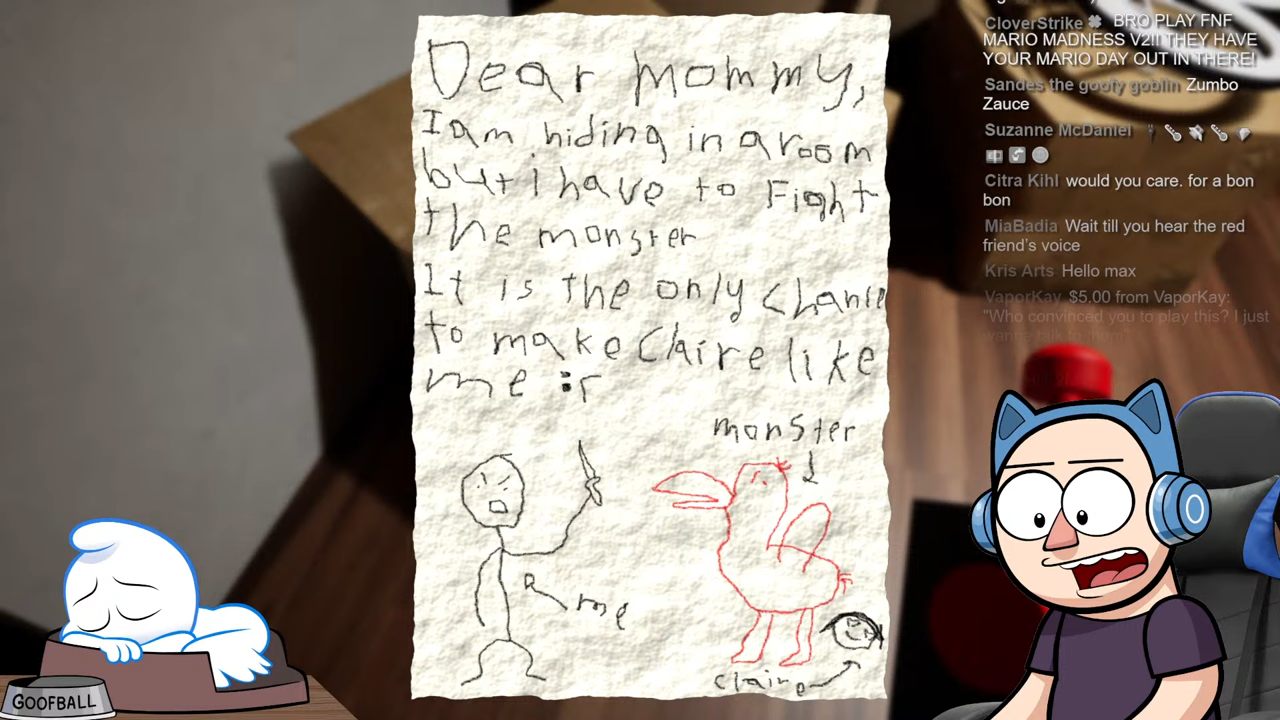 Dear Mommy,
I am hiding in a room
but i have to Fight
the monster
It is the only chance
to make Claire like
me :r
monster
me
Claire
GOOFBALL
CloverStrike BRO PLAY FNF
MARIO MADNESS V2!! THEY HAVE
YOUR MARIO DAY OUT IN THERE!
Sandes the goofy goblin Zumbo
Zauce
Suzanne McDaniel
Citra Kihl would you care. for a bon
bon
MiaBadia Wait till you hear the red
friend's voice
Kris Arts Hello max
VaporKay $5.00 from VaporKay:
"Who convinced you to play this? I just